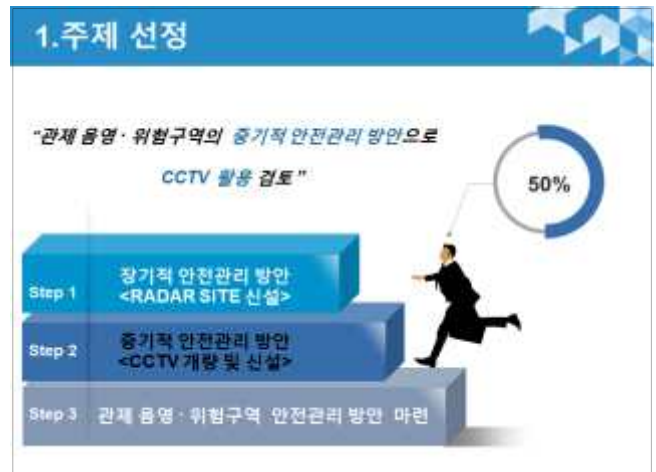 1.주제 선정
“관제 음영 · 위험구역의 중기적 안전관리 방안으로
CCTV 활용 검토”
50%
Step 1
장기적 안전관리 방안
<RADAR SITE 신설>
Step 2
중기적 안전관리 방안
<CCTV 개량 및 신설>
Step 3 관제 음영 · 위험구역 안전관리 방안 마련